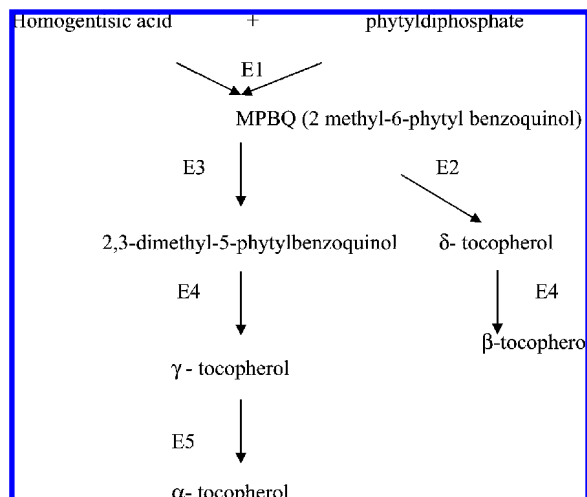 Homogentisic acid + phytyldiphosphate
E1
MPBQ (2 methyl-6-phytyl benzoquinol)
E3 E2
2,3-dimethyl-5-phytylbenzoquinol δ- tocopherol
E4 E4
β-tocophero
γ - tocopherol
E5
α- tocopherol